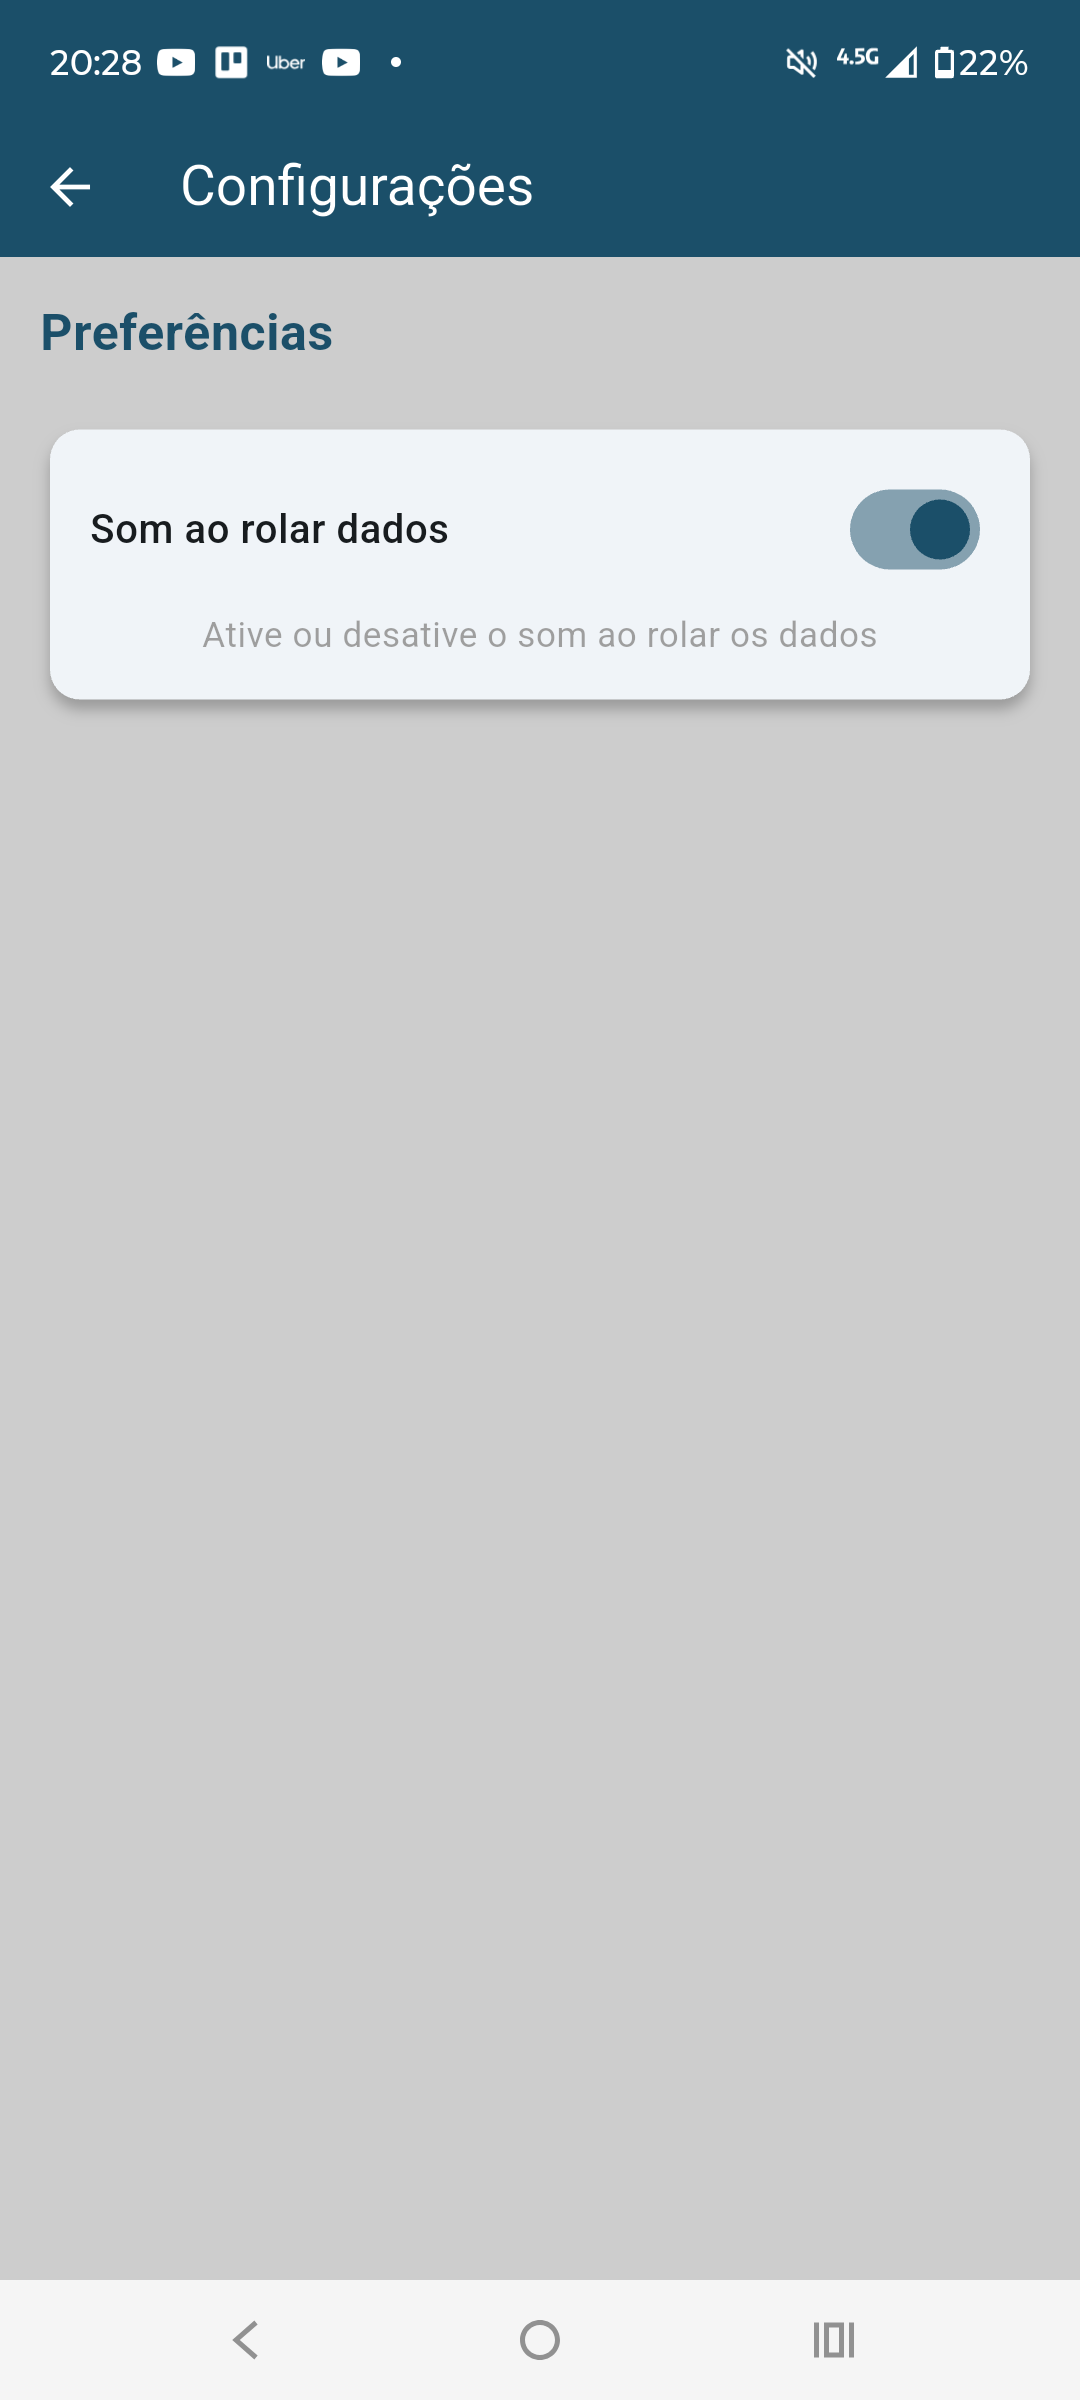 20:28 Uber 4.5G 22%
Configurações
Preferências
Som ao rolar dados
Ative ou desative o som ao rolar os dados